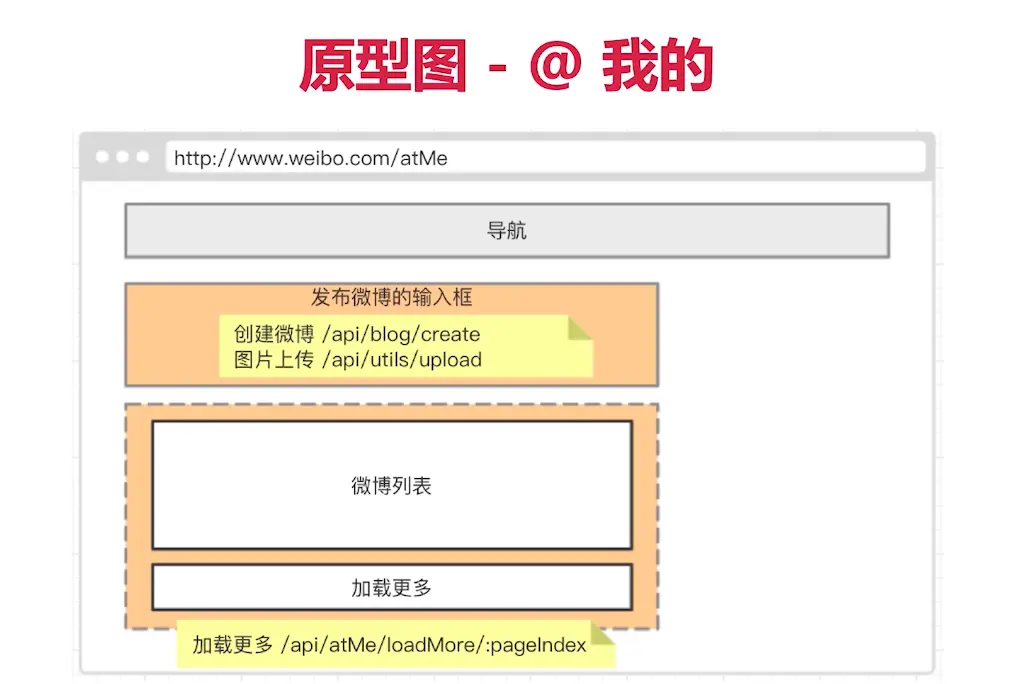 原型图 - @ 我的
http://www.weibo.com/atMe
导航
发布微博的输入框
创建微博 /api/blog/create
图片上传 /api/utils/upload
微博列表
加载更多
加载更多 /api/atMe/loadMore/:pageIndex